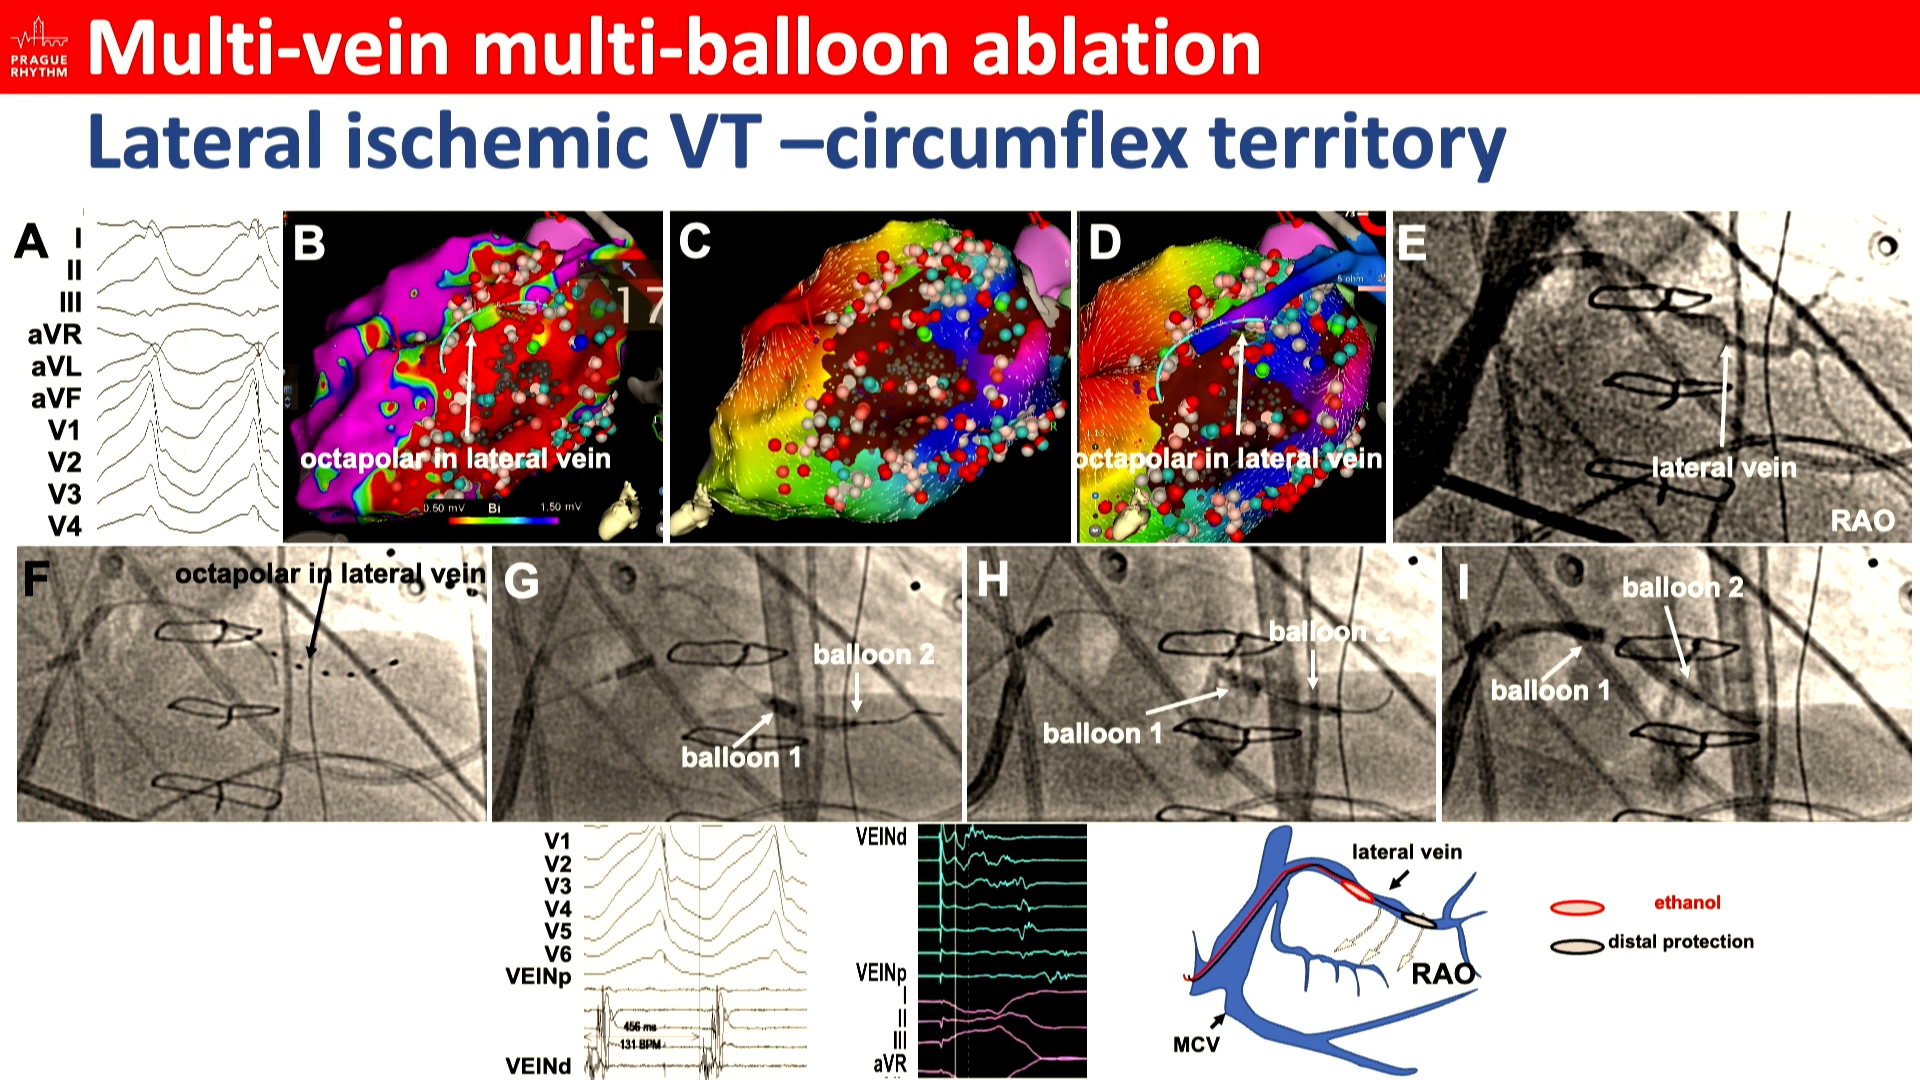 PRAGUE
RHYTHM
Multi-vein multi-balloon ablation
Lateral ischemic VT –circumflex territory
A
I
II
III
aVR
aVL
aVF
V1
V2
V3
V4
B
17
octapolar in lateral vein
0.50 mV Bi 1.50 mV
C
D
5 ohm
octapolar in lateral vein
E
lateral vein
RAO
F
octapolar in lateral vein
G
balloon 2
balloon 1
H
balloon 2
balloon 1
I
balloon 2
balloon 1
V1
V2
V3
V4
V5
V6
VEINp
456 ms
131 BPM
VEINd
VEINd
VEINp
I
II
III
aVR
lateral vein
RAO
MCV
ethanol
distal protection